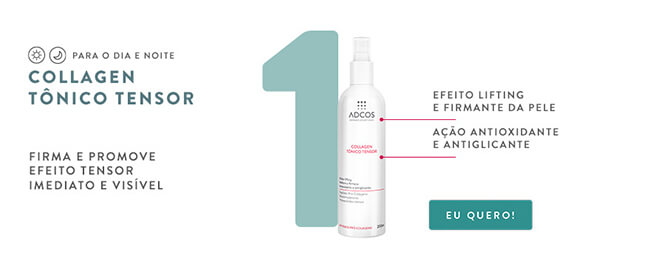 PARA O DIA E NOITE
COLLAGEN
TÔNICO TENSOR
FIRMA E PROMOVE
EFEITO TENSOR
IMEDIATO E VISÍVEL
1
ADCOS
COLLAGEN
TÔNICO TENSOR
EFEITO LIFTING
E FIRMANTE DA PELE
AÇÃO ANTIOXIDANTE
E ANTIGLICANTE
EU QUERO!